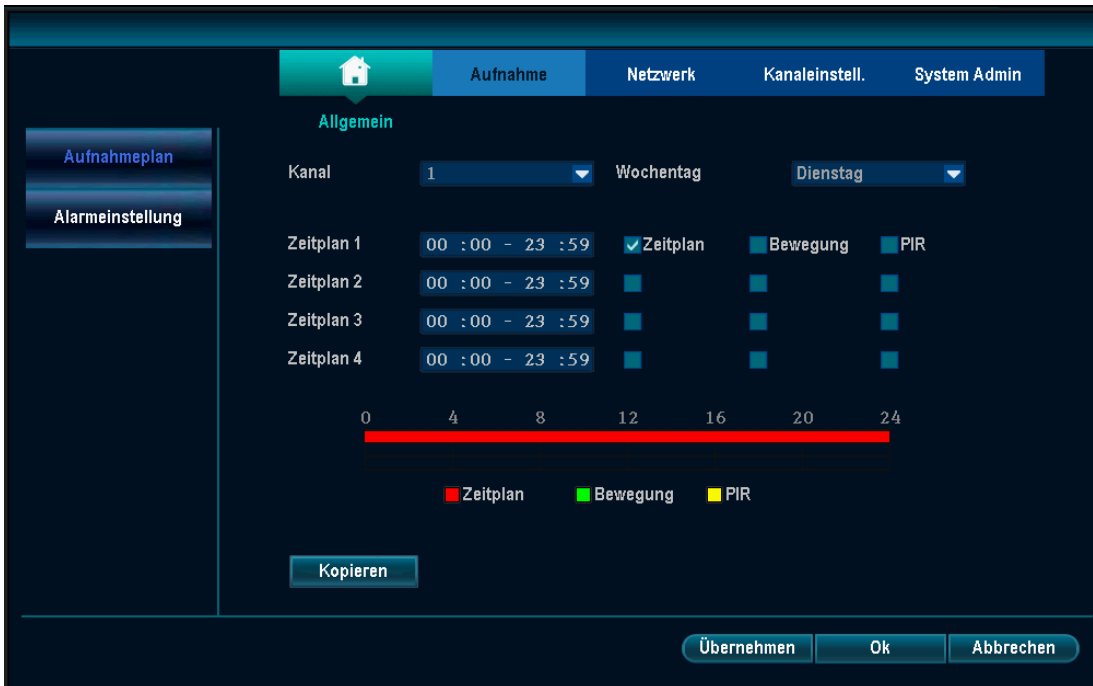 Aufnahme Netzwerk Kanaleinstell. System Admin
Allgemein
Aufnahmeplan
Alarmeinstellung
Kanal 1 Wochentag Dienstag
Zeitplan 1 00 :00 - 23 :59 Zeitplan Bewegung PIR
Zeitplan 2 00 :00 - 23 :59
Zeitplan 3 00 :00 - 23 :59
Zeitplan 4 00 :00 - 23 :59
0 4 8 12 16 20 24
Zeitplan Bewegung PIR
Kopieren
Übernehmen Ok Abbrechen